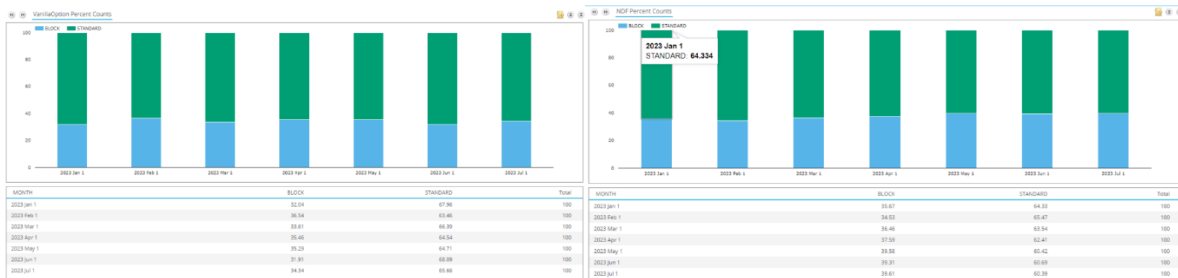 VanillaOption Percent Counts
BLOCK STANDARD
100
80
60
40
20
0
2023 Jan 1 2023 Feb 1 2023 Mar 1 2023 Apr 1 2023 May 1 2023 Jun 1 2023 Jul 1
MONTH BLOCK STANDARD Total
2023 Jan 1 32.04 67.96 100
2023 Feb 1 36.54 63.46 100
2023 Mar 1 33.61 66.39 100
2023 Apr 1 35.46 64.54 100
2023 May 1 35.29 64.71 100
2023 Jun 1 31.91 68.09 100
2023 Jul 1 34.34 65.66 100
NDF Percent Counts
BLOCK STANDARD
100
2023 Jan 1
STANDARD: 64.334
80
60
40
20
0
2023 Jan 1 2023 Feb 1 2023 Mar 1 2023 Apr 1 2023 May 1 2023 Jun 1 2023 Jul 1
MONTH BLOCK STANDARD Total
2023 Jan 1 35.67 64.33 100
2023 Feb 1 34.53 65.47 100
2023 Mar 1 36.46 63.54 100
2023 Apr 1 37.59 62.41 100
2023 May 1 39.58 60.42 100
2023 Jun 1 39.31 60.69 100
2023 Jul 1 39.61 60.39 100